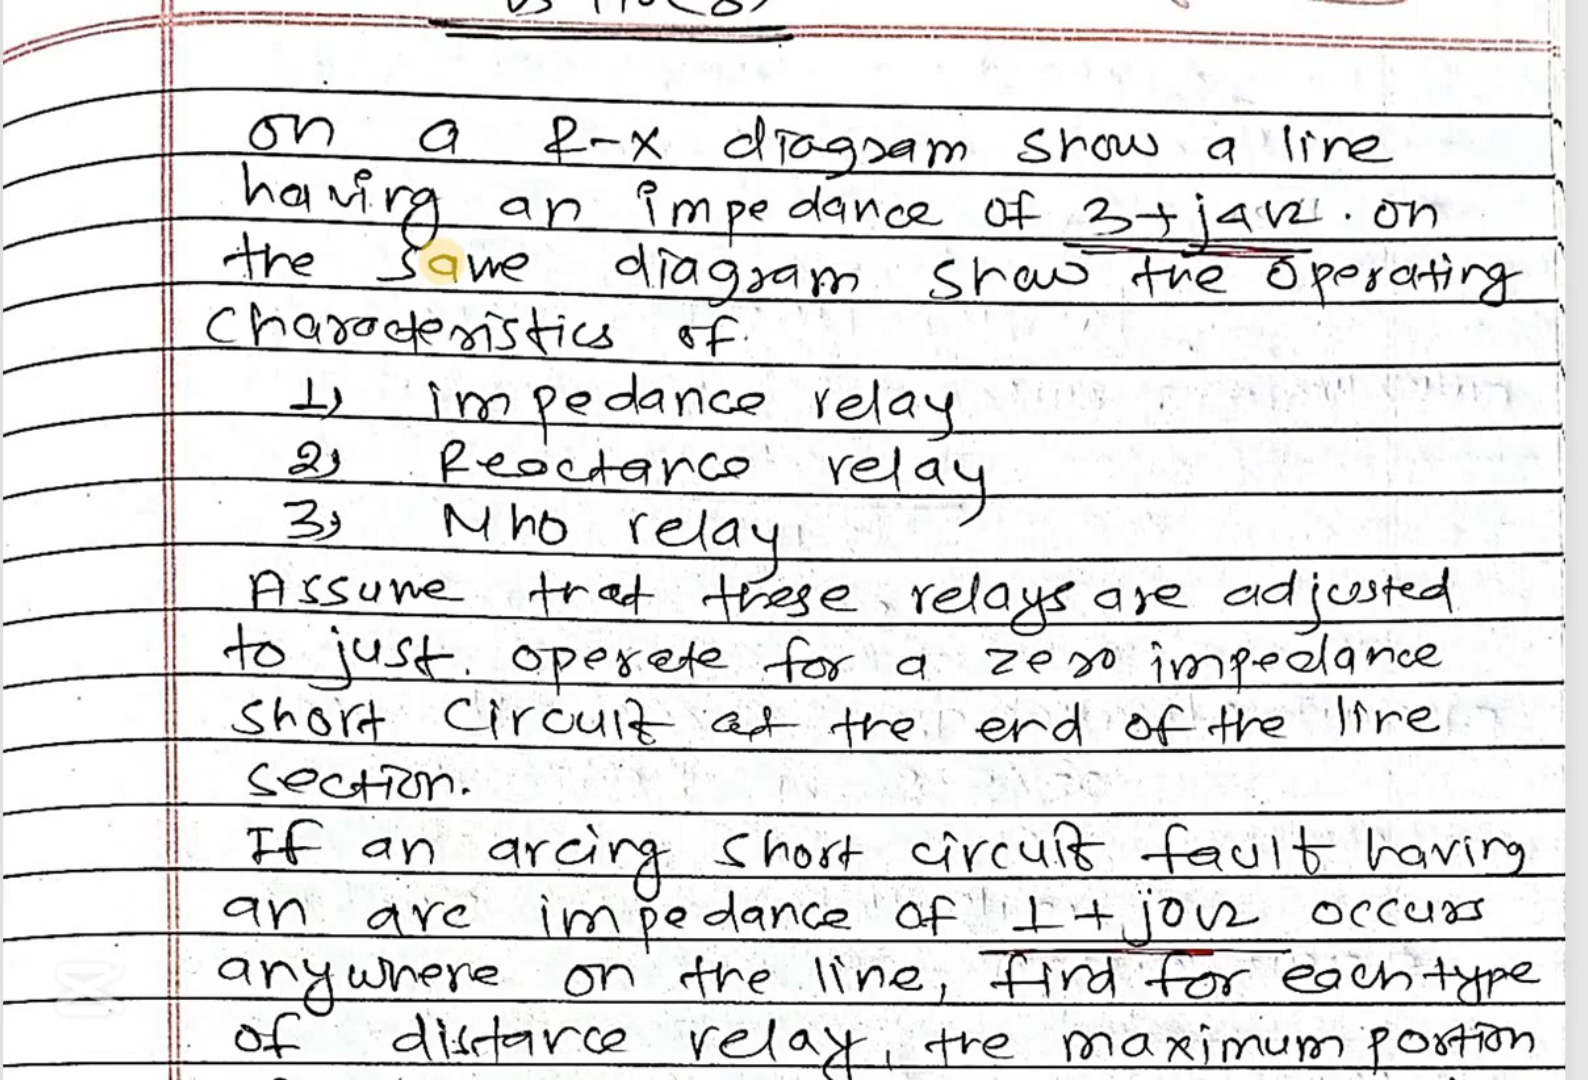 on a R-X diagram show a line
having an impedance of 3+j4Ω. on
the same diagram show the operating
characteristics of.
1, impedance relay
2, Reactance relay
3, Mho relay
Assume that these relays are adjusted
to just. operate for a zero impedance
short circuit at the end of the line
section.
If an arcing short circuit fault having
an arc impedance of 1+j0Ω occurs
anywhere on the line, find for each type
of distance relay, the maximum portion